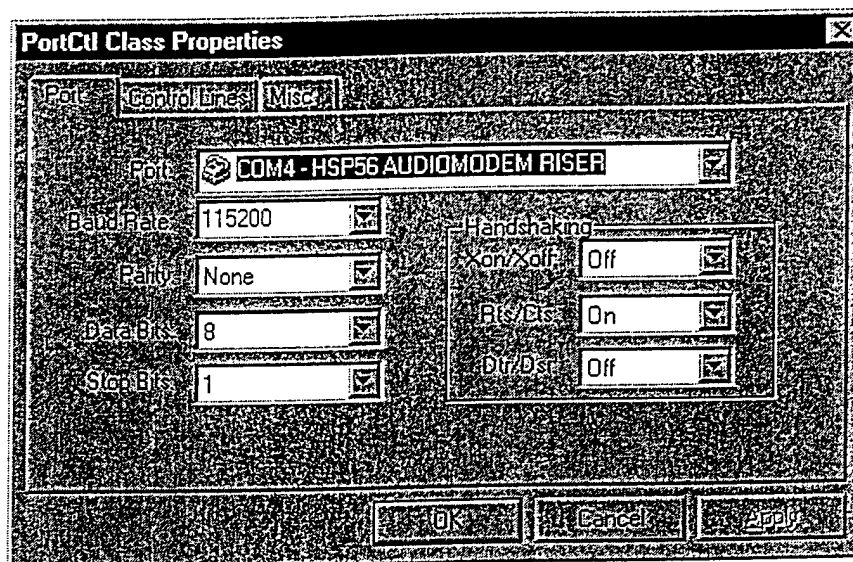 PortCtl Class Properties
Port Control Lines Misc
Port: COM4 - HSP56 AUDIOMODEM RISER
Baud Rate: 115200
Handshaking
Parity: None
Xon/Xoff: Off
Data Bits: 8
Rts/Cts: On
Stop Bits: 1
Dtr/Dsr: Off
OK Cancel Apply